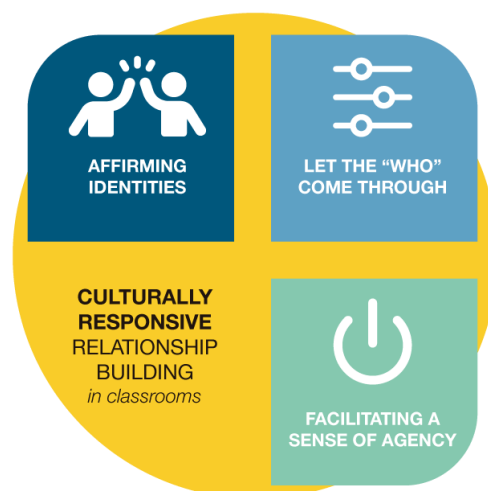 AFFIRMING
IDENTITIES
LET THE “WHO”
COME THROUGH
CULTURALLY
RESPONSIVE
RELATIONSHIP
BUILDING
in classrooms
FACILITATING A
SENSE OF AGENCY